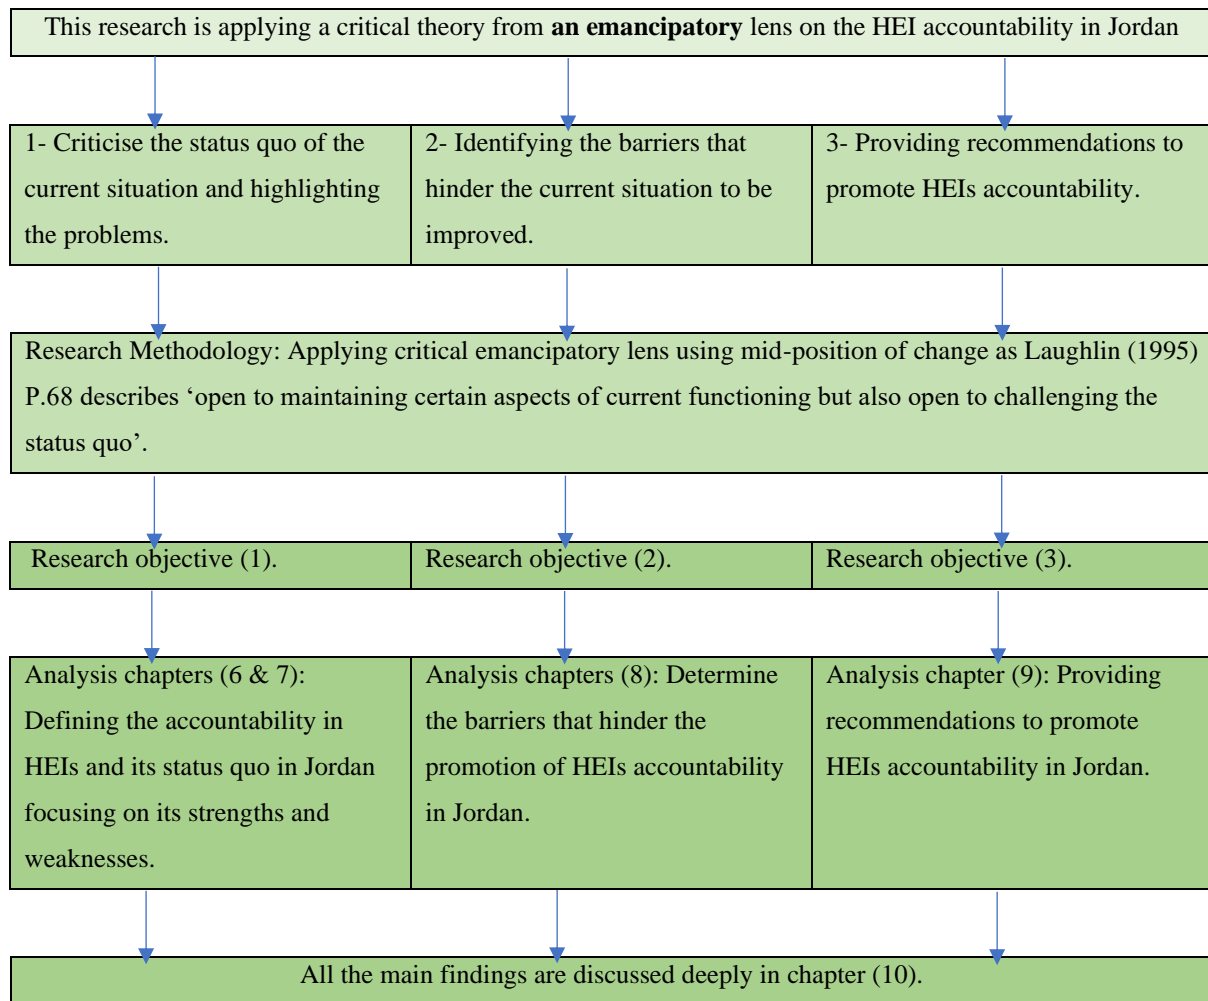 This research is applying a critical theory from an emancipatory lens on the HEI accountability in Jordan
1- Criticise the status quo of the
current situation and highlighting
the problems.
2- Identifying the barriers that
hinder the current situation to be
improved.
3- Providing recommendations to
promote HEIs accountability.
Research Methodology: Applying critical emancipatory lens using mid-position of change as Laughlin (1995)
P.68 describes ‘open to maintaining certain aspects of current functioning but also open to challenging the
status quo’.
Research objective (1).
Research objective (2).
Research objective (3).
Analysis chapters (6 & 7):
Defining the accountability in
HEIs and its status quo in Jordan
focusing on its strengths and
weaknesses.
Analysis chapters (8): Determine
the barriers that hinder the
promotion of HEIs accountability
in Jordan.
Analysis chapter (9): Providing
recommendations to promote
HEIs accountability in Jordan.
All the main findings are discussed deeply in chapter (10).